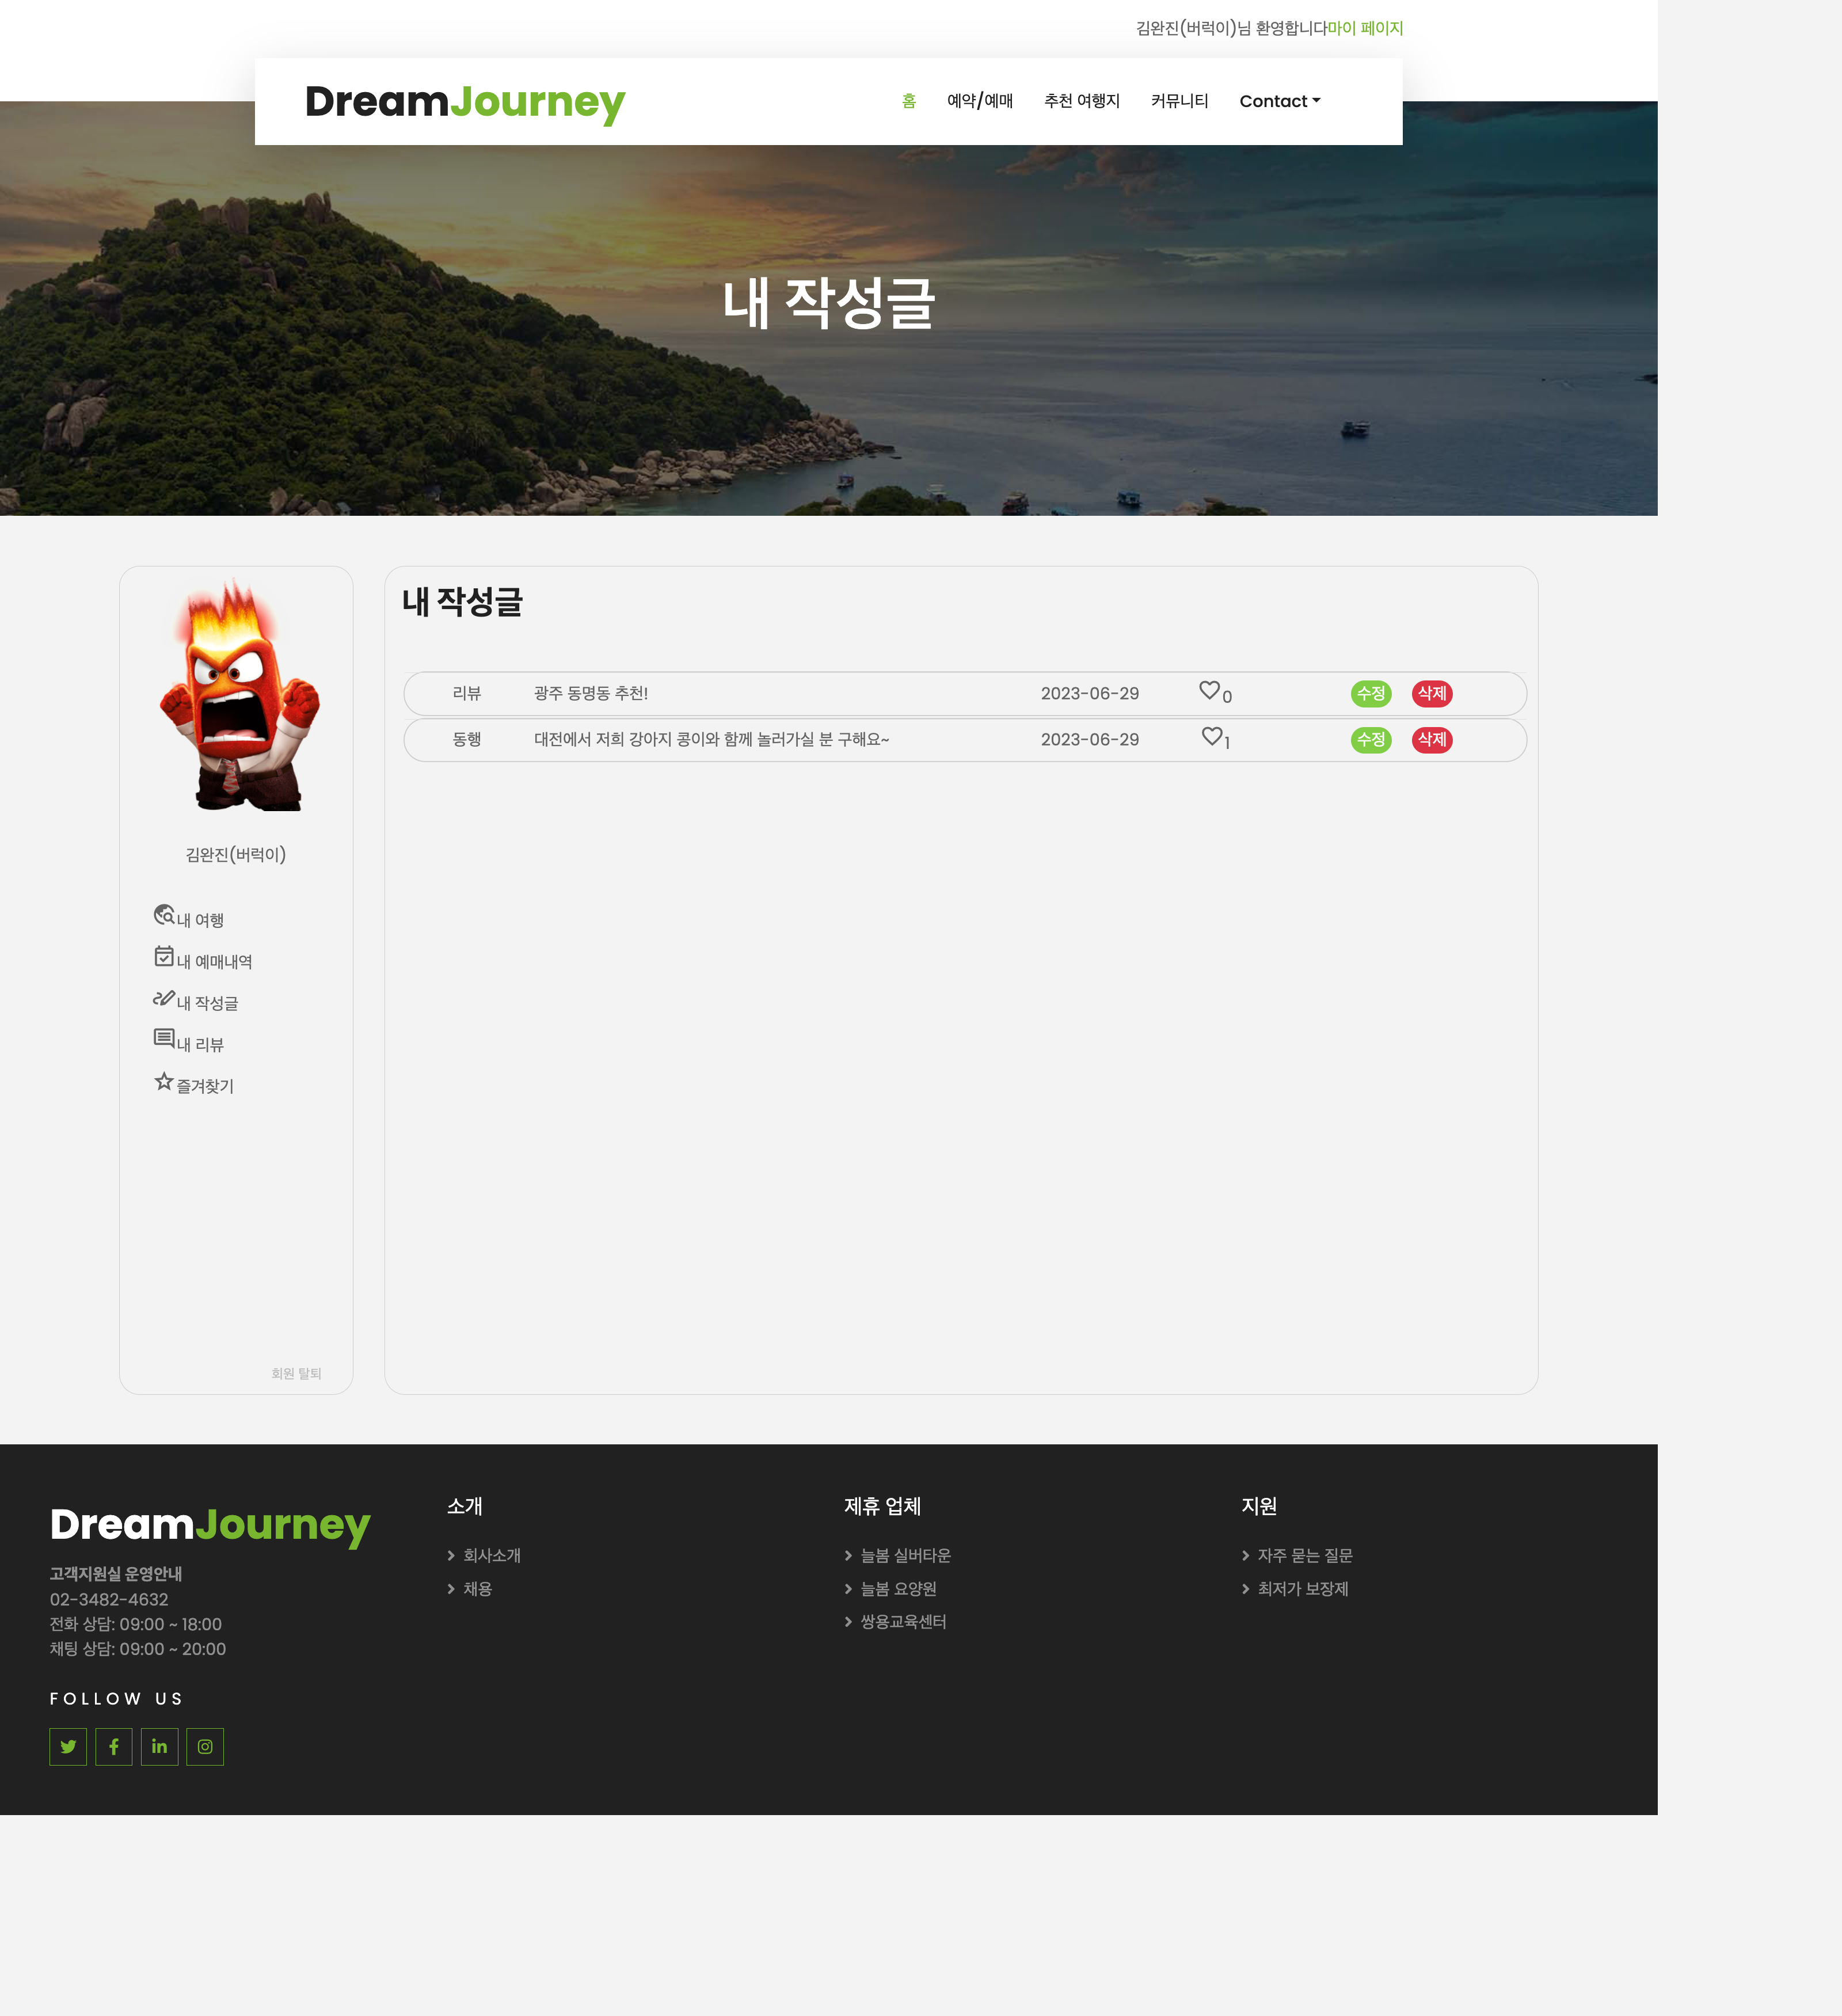 김완진(버럭이)님 환영합니다마이 페이지
DreamJourney
홈 예약/예매 추천 여행지 커뮤니티 Contact
내 작성글
김완진(버럭이)
내 여행
내 예매내역
내 작성글
내 리뷰
즐겨찾기
회원 탈퇴
내 작성글
리뷰 광주 동명동 추천! 2023-06-29 0 수정 삭제
동행 대전에서 저희 강아지 콩이와 함께 놀러가실 분 구해요~ 2023-06-29 1 수정 삭제
DreamJourney
고객지원실 운영안내
02-3482-4632
전화 상담: 09:00 ~ 18:00
채팅 상담: 09:00 ~ 20:00
FOLLOW US
소개
회사소개
채용
제휴 업체
늘봄 실버타운
늘봄 요양원
쌍용교육센터
지원
자주 묻는 질문
최저가 보장제